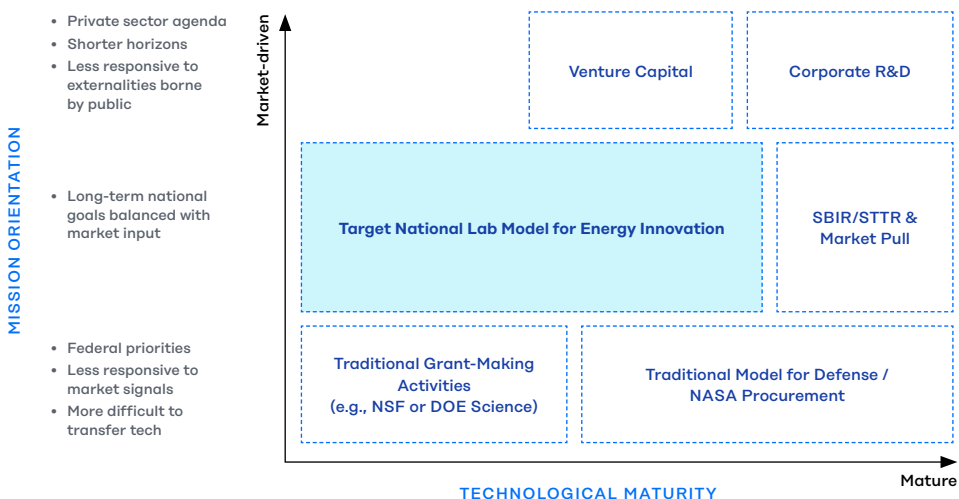 MISSION ORIENTATION
• Private sector agenda
• Shorter horizons
• Less responsive to
externalities borne
by public
• Long-term national
goals balanced with
market input
• Federal priorities
• Less responsive to
market signals
• More difficult to
transfer tech
Market-driven
Venture Capital
Corporate R&D
Target National Lab Model for Energy Innovation
SBIR/STTR &
Market Pull
Traditional Grant-Making
Activities
(e.g., NSF or DOE Science)
Traditional Model for Defense /
NASA Procurement
Mature
TECHNOLOGICAL MATURITY